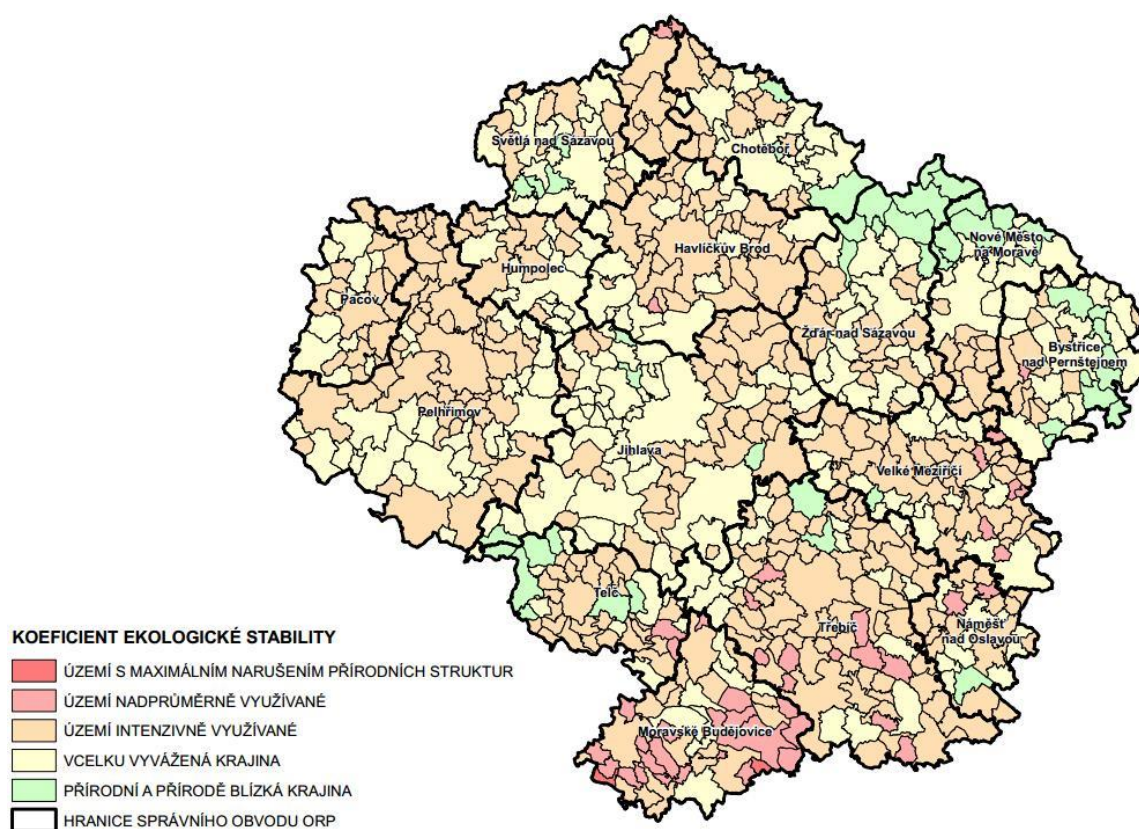 Světlá nad Sázavou
Chotěboř
Havlíčkův Brod
Nové Město
na Moravě
Humpolec
Pacov
Žďár nad Sázavou
Bystřice
nad Pernštejnem
Pelhřimov
Jihlava
Velké Meziříčí
Telč
Třebíč
Náměšť
nad Oslavou
Moravské Budějovice
KOEFICIENT EKOLOGICKÉ STABILITY
ÚZEMÍ S MAXIMÁLNÍM NARUŠENÍM PŘÍRODNÍCH STRUKTUR
ÚZEMÍ NADPRŮMĚRNĚ VYUŽÍVANÉ
ÚZEMÍ INTENZIVNĚ VYUŽÍVANÉ
VCELKU VYVÁŽENÁ KRAJINA
PŘÍRODNÍ A PŘÍRODĚ BLÍZKÁ KRAJINA
HRANICE SPRÁVNÍHO OBVODU ORP